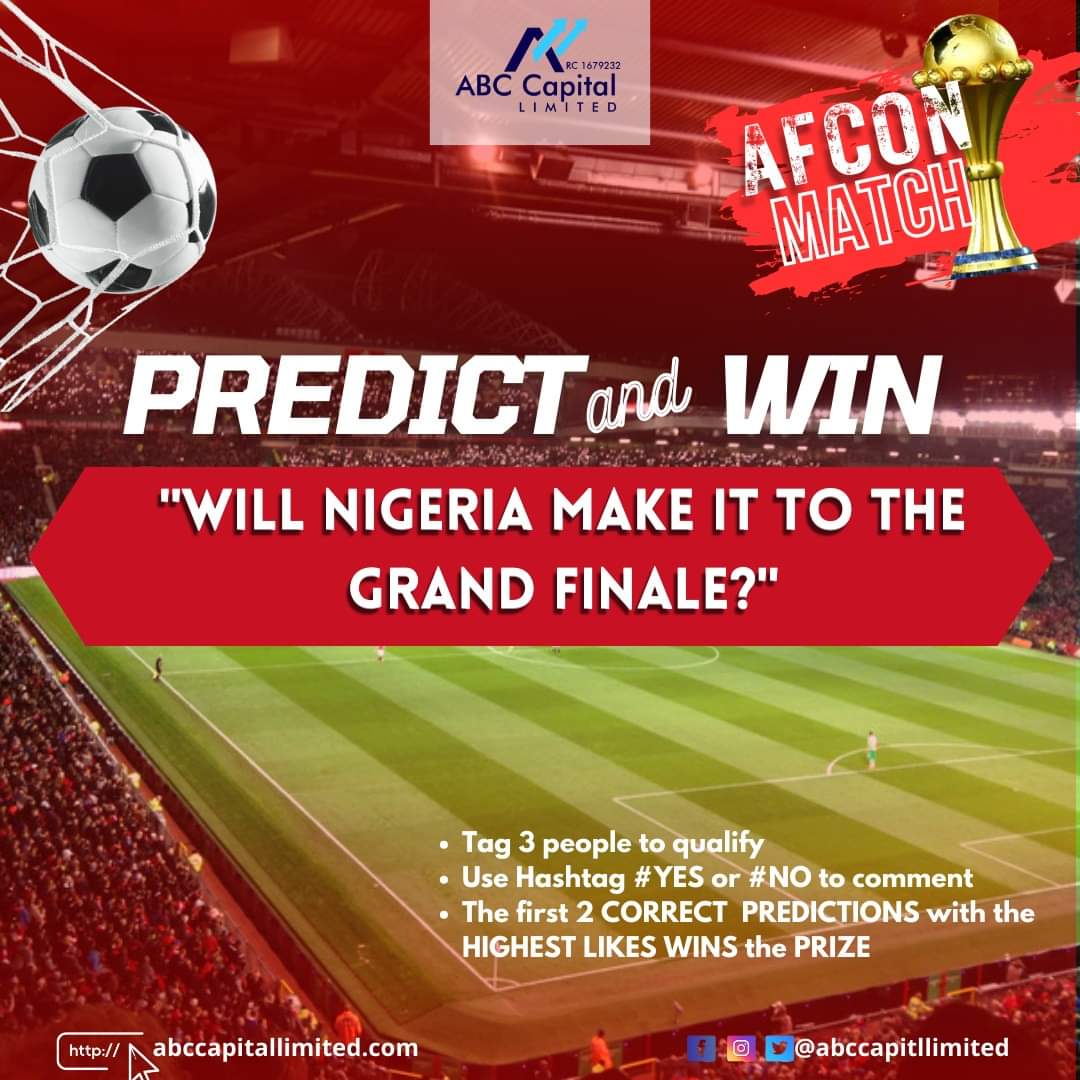 RC 1679232
ABC Capital
LIMITED
AFCON
MATCH
PREDICT and WIN
"WILL NIGERIA MAKE IT TO THE
GRAND FINALE?"
• Tag 3 people to qualify
• Use Hashtag #YES or #NO to comment
• The first 2 CORRECT PREDICTIONS with the
HIGHEST LIKES WINS the PRIZE
http:// abccapitallimited.com
@abccapitllimited